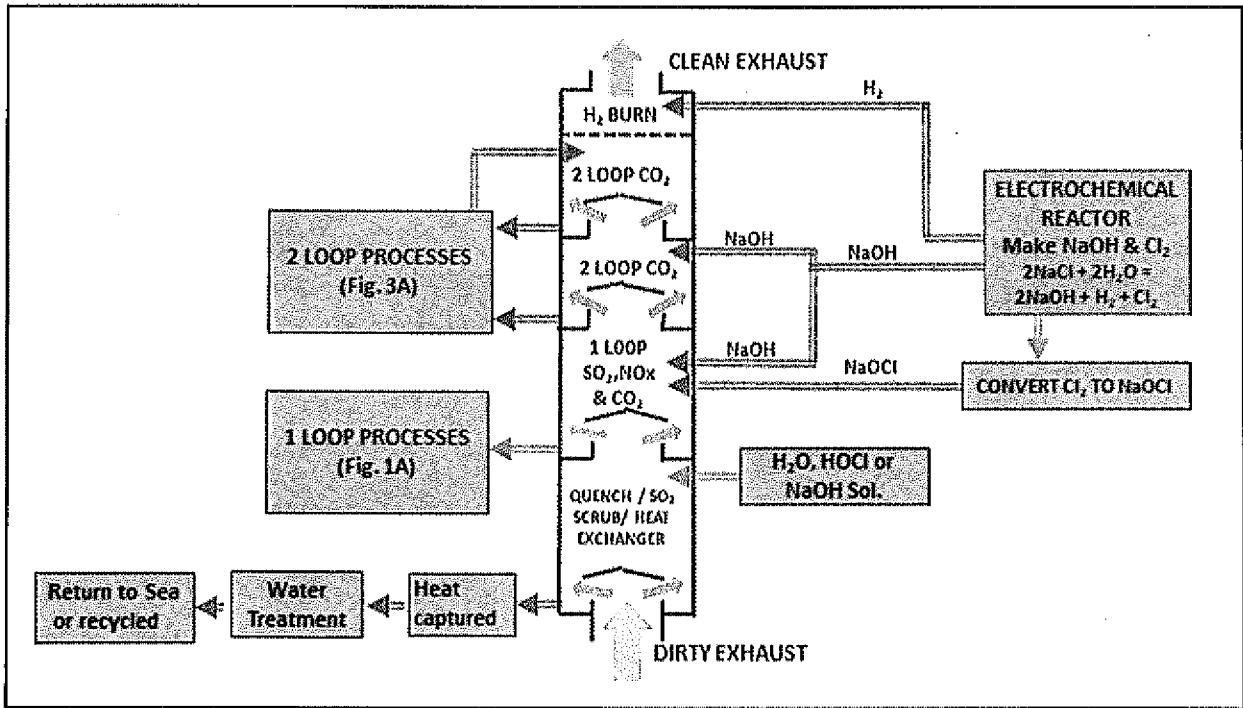 CLEAN EXHAUST
H₂
H₂ BURN
2 LOOP CO₂
ELECTROCHEMICAL
REACTOR
Make NaOH & Cl₂
2NaCl + 2H₂O =
2NaOH + H₂ + Cl₂
2 LOOP PROCESSES
(Fig. 3A)
NaOH
NaOH
2 LOOP CO₂
NaOH
1 LOOP
SO₂,NOx
& CO₂
NaOCl
CONVERT Cl₂ TO NaOCl
1 LOOP PROCESSES
(Fig. 1A)
H₂O, HOCl or
NaOH Sol.
QUENCH / SO₂
SCRUB/ HEAT
EXCHANGER
Return to Sea
or recycled
Water
Treatment
Heat
captured
DIRTY EXHAUST